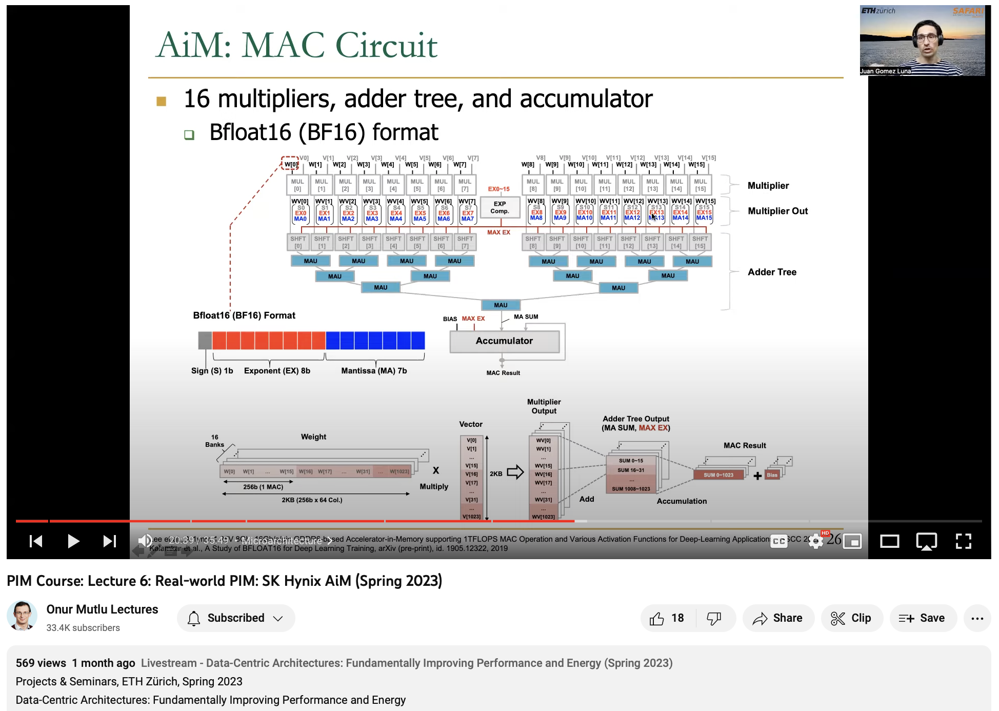 AiM: MAC Circuit
ETH zürich
SAFARI
Juan Gomez Luna
16 multipliers, adder tree, and accumulator
Bfloat16 (BF16) format
V[0] V[1] V[2] V[3] V[4] V[5] V[6] V[7] V[8] V[9] V[10] V[11] V[12] V[13] V[14] V[15]
W[0] W[1] W[2] W[3] W[4] W[5] W[6] W[7] W[8] W[9] W[10] W[11] W[12] W[13] W[14] W[15]
MUL MUL MUL MUL MUL MUL MUL MUL MUL MUL MUL MUL MUL MUL MUL MUL
[0] [1] [2] [3] [4] [5] [6] [7] [8] [9] [10] [11] [12] [13] [14] [15]
Multiplier
EX0~15
EXP
Comp.
WV[0] WV[1] WV[2] WV[3] WV[4] WV[5] WV[6] WV[7] WV[8] WV[9] WV[10] WV[11] WV[12] WV[13] WV[14] WV[15]
S0 S1 S2 S3 S4 S5 S6 S7 S8 S9 S10 S11 S12 S13 S14 S15
EX0 EX1 EX2 EX3 EX4 EX5 EX6 EX7 EX8 EX9 EX10 EX11 EX12 EX13 EX14 EX15
MA0 MA1 MA2 MA3 MA4 MA5 MA6 MA7 MA8 MA9 MA10 MA11 MA12 MA13 MA14 MA15
Multiplier Out
MAX EX
SHFT SHFT SHFT SHFT SHFT SHFT SHFT SHFT SHFT SHFT SHFT SHFT SHFT SHFT SHFT SHFT
[0] [1] [2] [3] [4] [5] [6] [7] [8] [9] [10] [11] [12] [13] [14] [15]
MAU MAU MAU MAU MAU MAU MAU MAU
MAU MAU MAU MAU
MAU MAU
MAU
Adder Tree
Bfloat16 (BF16) Format
BIAS MAX EX MA SUM
Accumulator
MAC Result
Sign (S) 1b Exponent (EX) 8b Mantissa (MA) 7b
16
Banks
Weight
W[0] W[1] ... W[15] W[16] W[17] ... W[31] ... W[1023]
256b (1 MAC)
2KB (256b x 64 Col.)
X
Multiply
Vector
V[0]
V[1]
...
V[15]
V[16]
V[17]
...
V[31]
...
V[1023]
2KB
Multiplier
Output
WV[0]
WV[1]
...
WV[15]
WV[16]
WV[17]
...
WV[31]
...
WV[1023]
Add
Adder Tree Output
(MA SUM, MAX EX)
SUM 0~15
SUM 16~31
...
SUM 1008~1023
Accumulation
MAC Result
SUM 0~1023 + Bias
Lee et al., GDDR6-based Accelerator-in-Memory supporting 1TFLOPS MAC Operation and Various Activation Functions for Deep-Learning Applications
Kalamkar et al., A Study of BFLOAT16 for Deep Learning Training, arXiv (pre-print), id. 1905.12322, 2019
26
20:39 / 35:49 • Microarchitecture >
CC
HD
PIM Course: Lecture 6: Real-world PIM: SK Hynix AiM (Spring 2023)
Onur Mutlu Lectures
33.4K subscribers
Subscribed
18
Share
Clip
Save
569 views 1 month ago Livestream - Data-Centric Architectures: Fundamentally Improving Performance and Energy (Spring 2023)
Projects & Seminars, ETH Zürich, Spring 2023
Data-Centric Architectures: Fundamentally Improving Performance and Energy